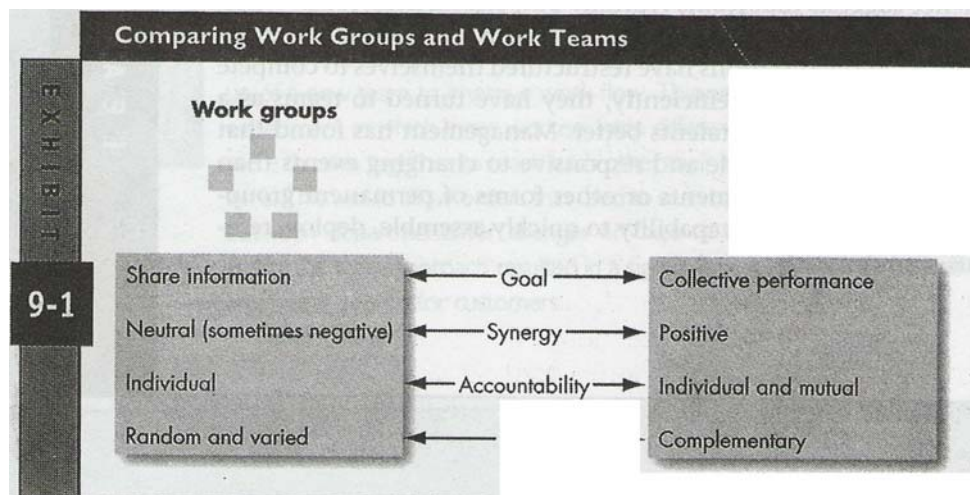 Comparing Work Groups and Work Teams
EXHIBIT
9-1
Work groups
Share information Goal Collective performance
Neutral (sometimes negative) Synergy Positive
Individual Accountability Individual and mutual
Random and varied Complementary